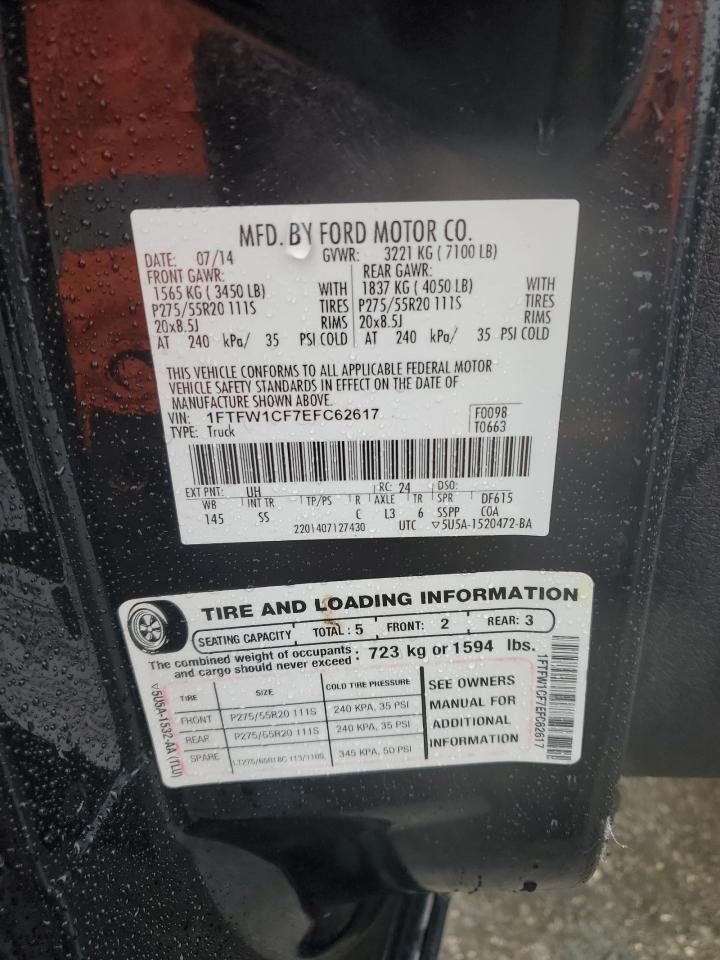 MFD. BY FORD MOTOR CO.
DATE: 07/14 GVWR: 3221 KG ( 7100 LB)
FRONT GAWR: REAR GAWR:
1565 KG ( 3450 LB) WITH 1837 KG ( 4050 LB) WITH
P275/55R20 111S TIRES P275/55R20 111S TIRES
20x8.5J RIMS 20x8.5J RIMS
AT 240 kPa/ 35 PSI COLD AT 240 kPa/ 35 PSI COLD
THIS VEHICLE CONFORMS TO ALL APPLICABLE FEDERAL MOTOR
VEHICLE SAFETY STANDARDS IN EFFECT ON THE DATE OF
MANUFACTURE SHOWN ABOVE.
VIN: 1FTFW1CF7EFC62617 F0098
TYPE: Truck T0663
EXT PNT: UH RC: 24 DSO:
WB INT TR TP/PS R AXLE TR SPR DF615
145 SS C L3 6 SSPP COA
2201407127430 UTC ▽5U5A-1520472-BA
TIRE AND LOADING INFORMATION
SEATING CAPACITY TOTAL : 5 FRONT: 2 REAR: 3
The combined weight of occupants
and cargo should never exceed : 723 kg or 1594 lbs.
TIRE SIZE COLD TIRE PRESSURE
FRONT P275/55R20 111S 240 KPA, 35 PSI
REAR P275/55R20 111S 240 KPA, 35 PSI
SPARE LT275/65R18C 113/110S 345 KPA, 50 PSI
SEE OWNERS
MANUAL FOR
ADDITIONAL
INFORMATION
▽5U5A-1532-AA (TLU)
1FTFW1CF7EFC62617